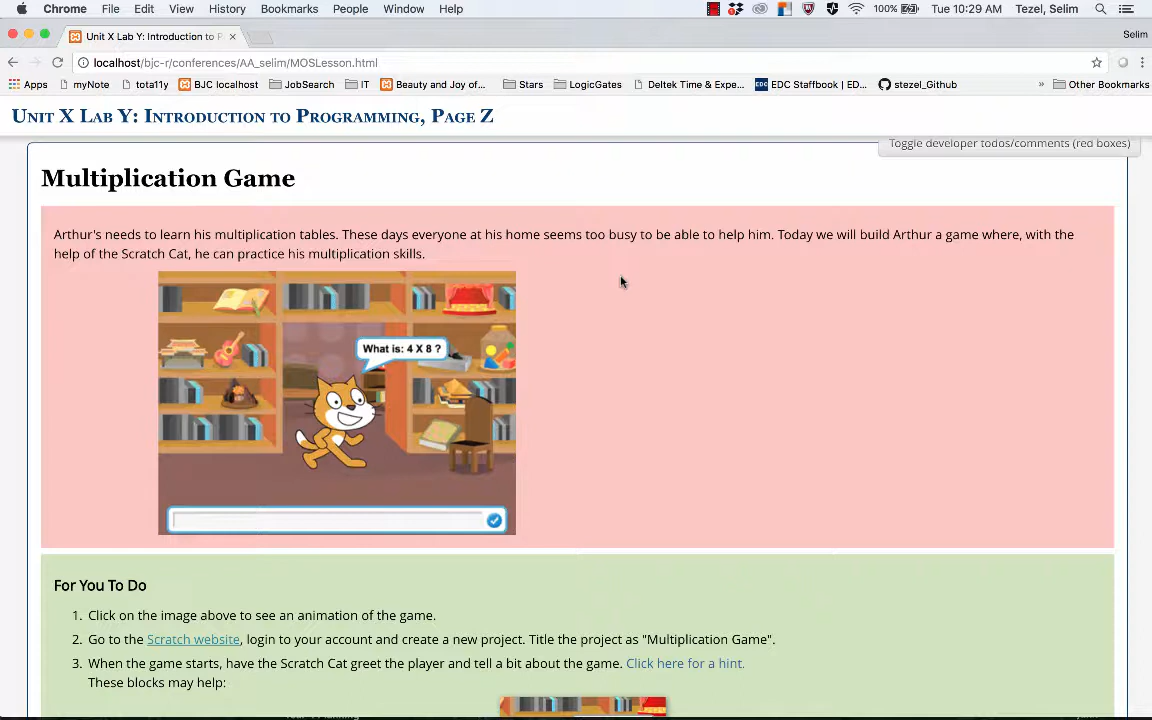 Chrome File Edit View History Bookmarks People Window Help 100% Tue 10:29 AM Tezel, Selim
Unit X Lab Y: Introduction to P Selim
localhost/bjc-r/conferences/AA_selim/MOSLesson.html
Apps myNote tota11y BJC localhost JobSearch IT Beauty and Joy of... Stars LogicGates Deltek Time & Expe... EDC EDC Staffbook | ED... stezel_Github » Other Bookmarks
Unit X Lab Y: Introduction to Programming, Page Z
Toggle developer todos/comments (red boxes)
Multiplication Game
Arthur's needs to learn his multiplication tables. These days everyone at his home seems too busy to be able to help him. Today we will build Arthur a game where, with the
help of the Scratch Cat, he can practice his multiplication skills.
What is: 4 X 8 ?
For You To Do
1. Click on the image above to see an animation of the game.
2. Go to the Scratch website, login to your account and create a new project. Title the project as "Multiplication Game".
3. When the game starts, have the Scratch Cat greet the player and tell a bit about the game. Click here for a hint.
These blocks may help: